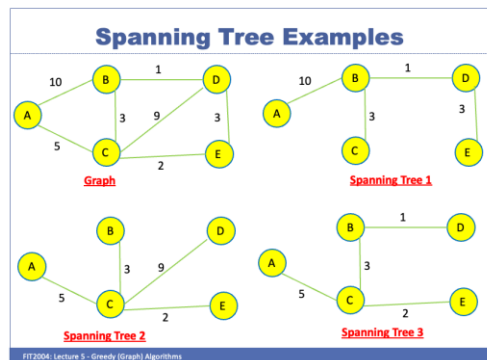 Spanning Tree Examples
10
B
1
D
A
3
9
3
5
C
E
2
Graph
10
B
1
D
A
3
3
C
E
Spanning Tree 1
B
D
A
3
9
5
C
2
E
Spanning Tree 2
B
1
D
A
3
5
C
2
E
Spanning Tree 3
FIT2004: Lecture 5 - Greedy (Graph) Algorithms